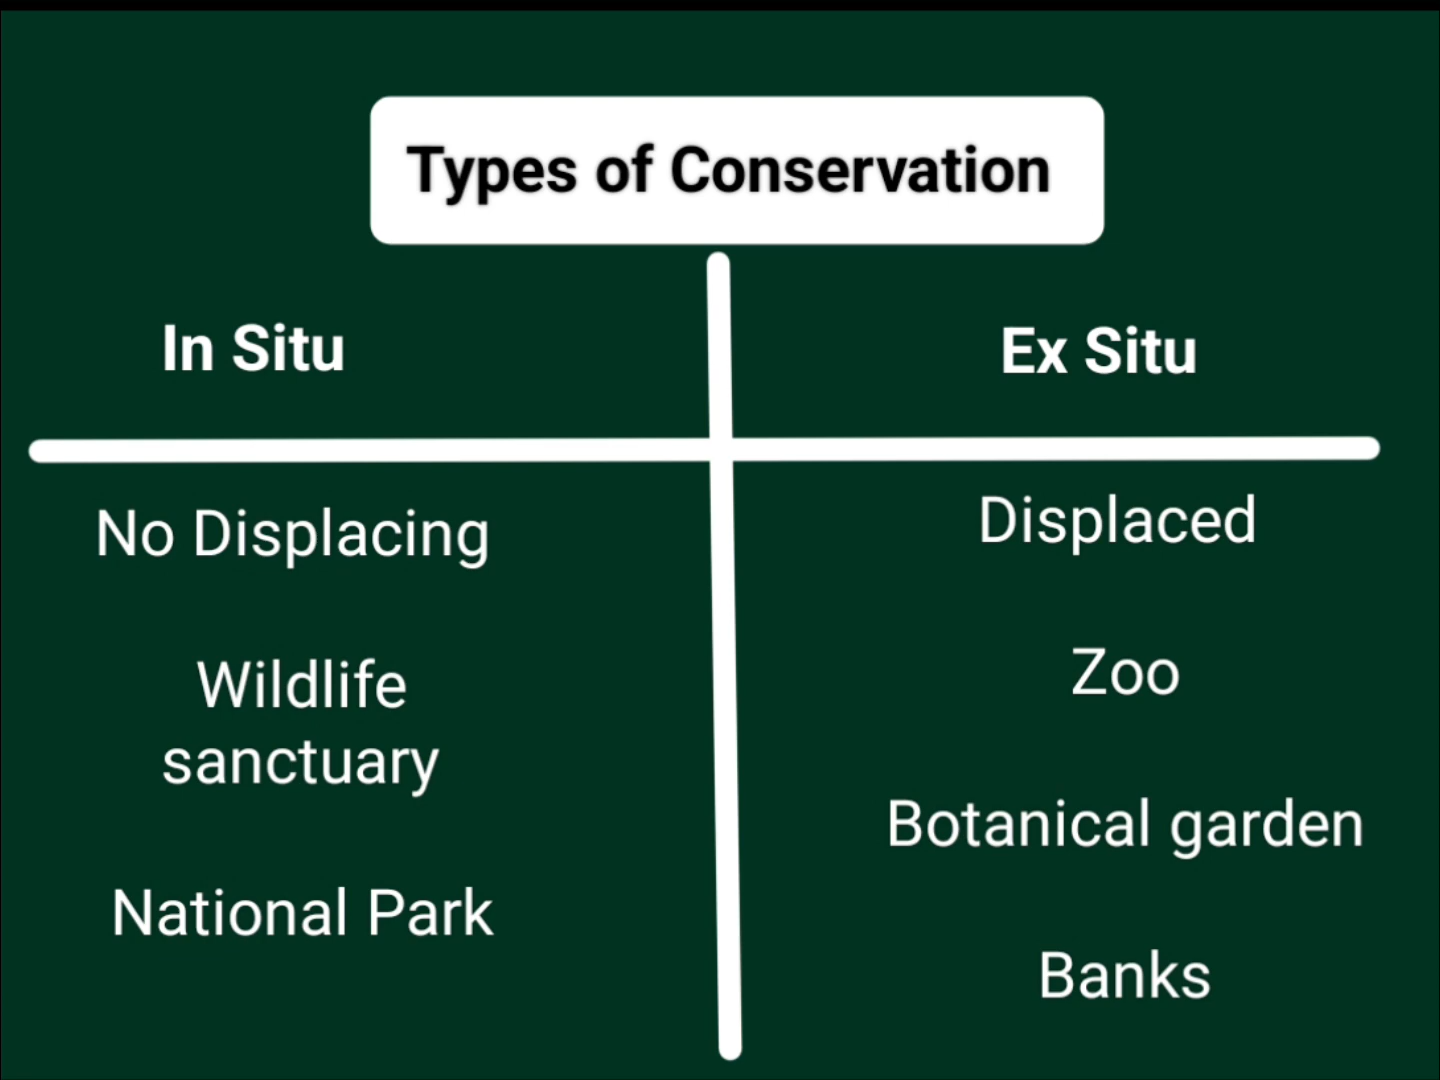 Types of Conservation
In Situ
Ex Situ
No Displacing
Wildlife
sanctuary
National Park
Displaced
Zoo
Botanical garden
Banks